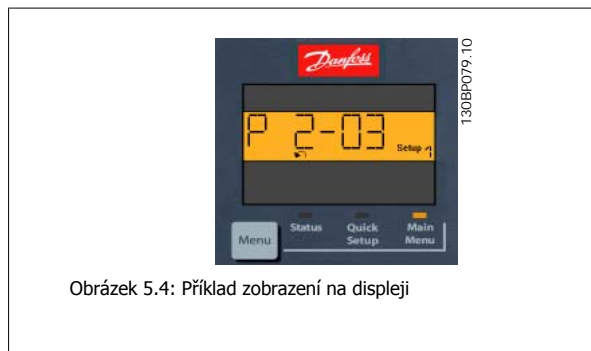 Danfoss
130BP079.10
P 2-03
Setup 1
Status
Quick Setup
Main Menu
Menu
Obrázek 5.4: Příklad zobrazení na displeji